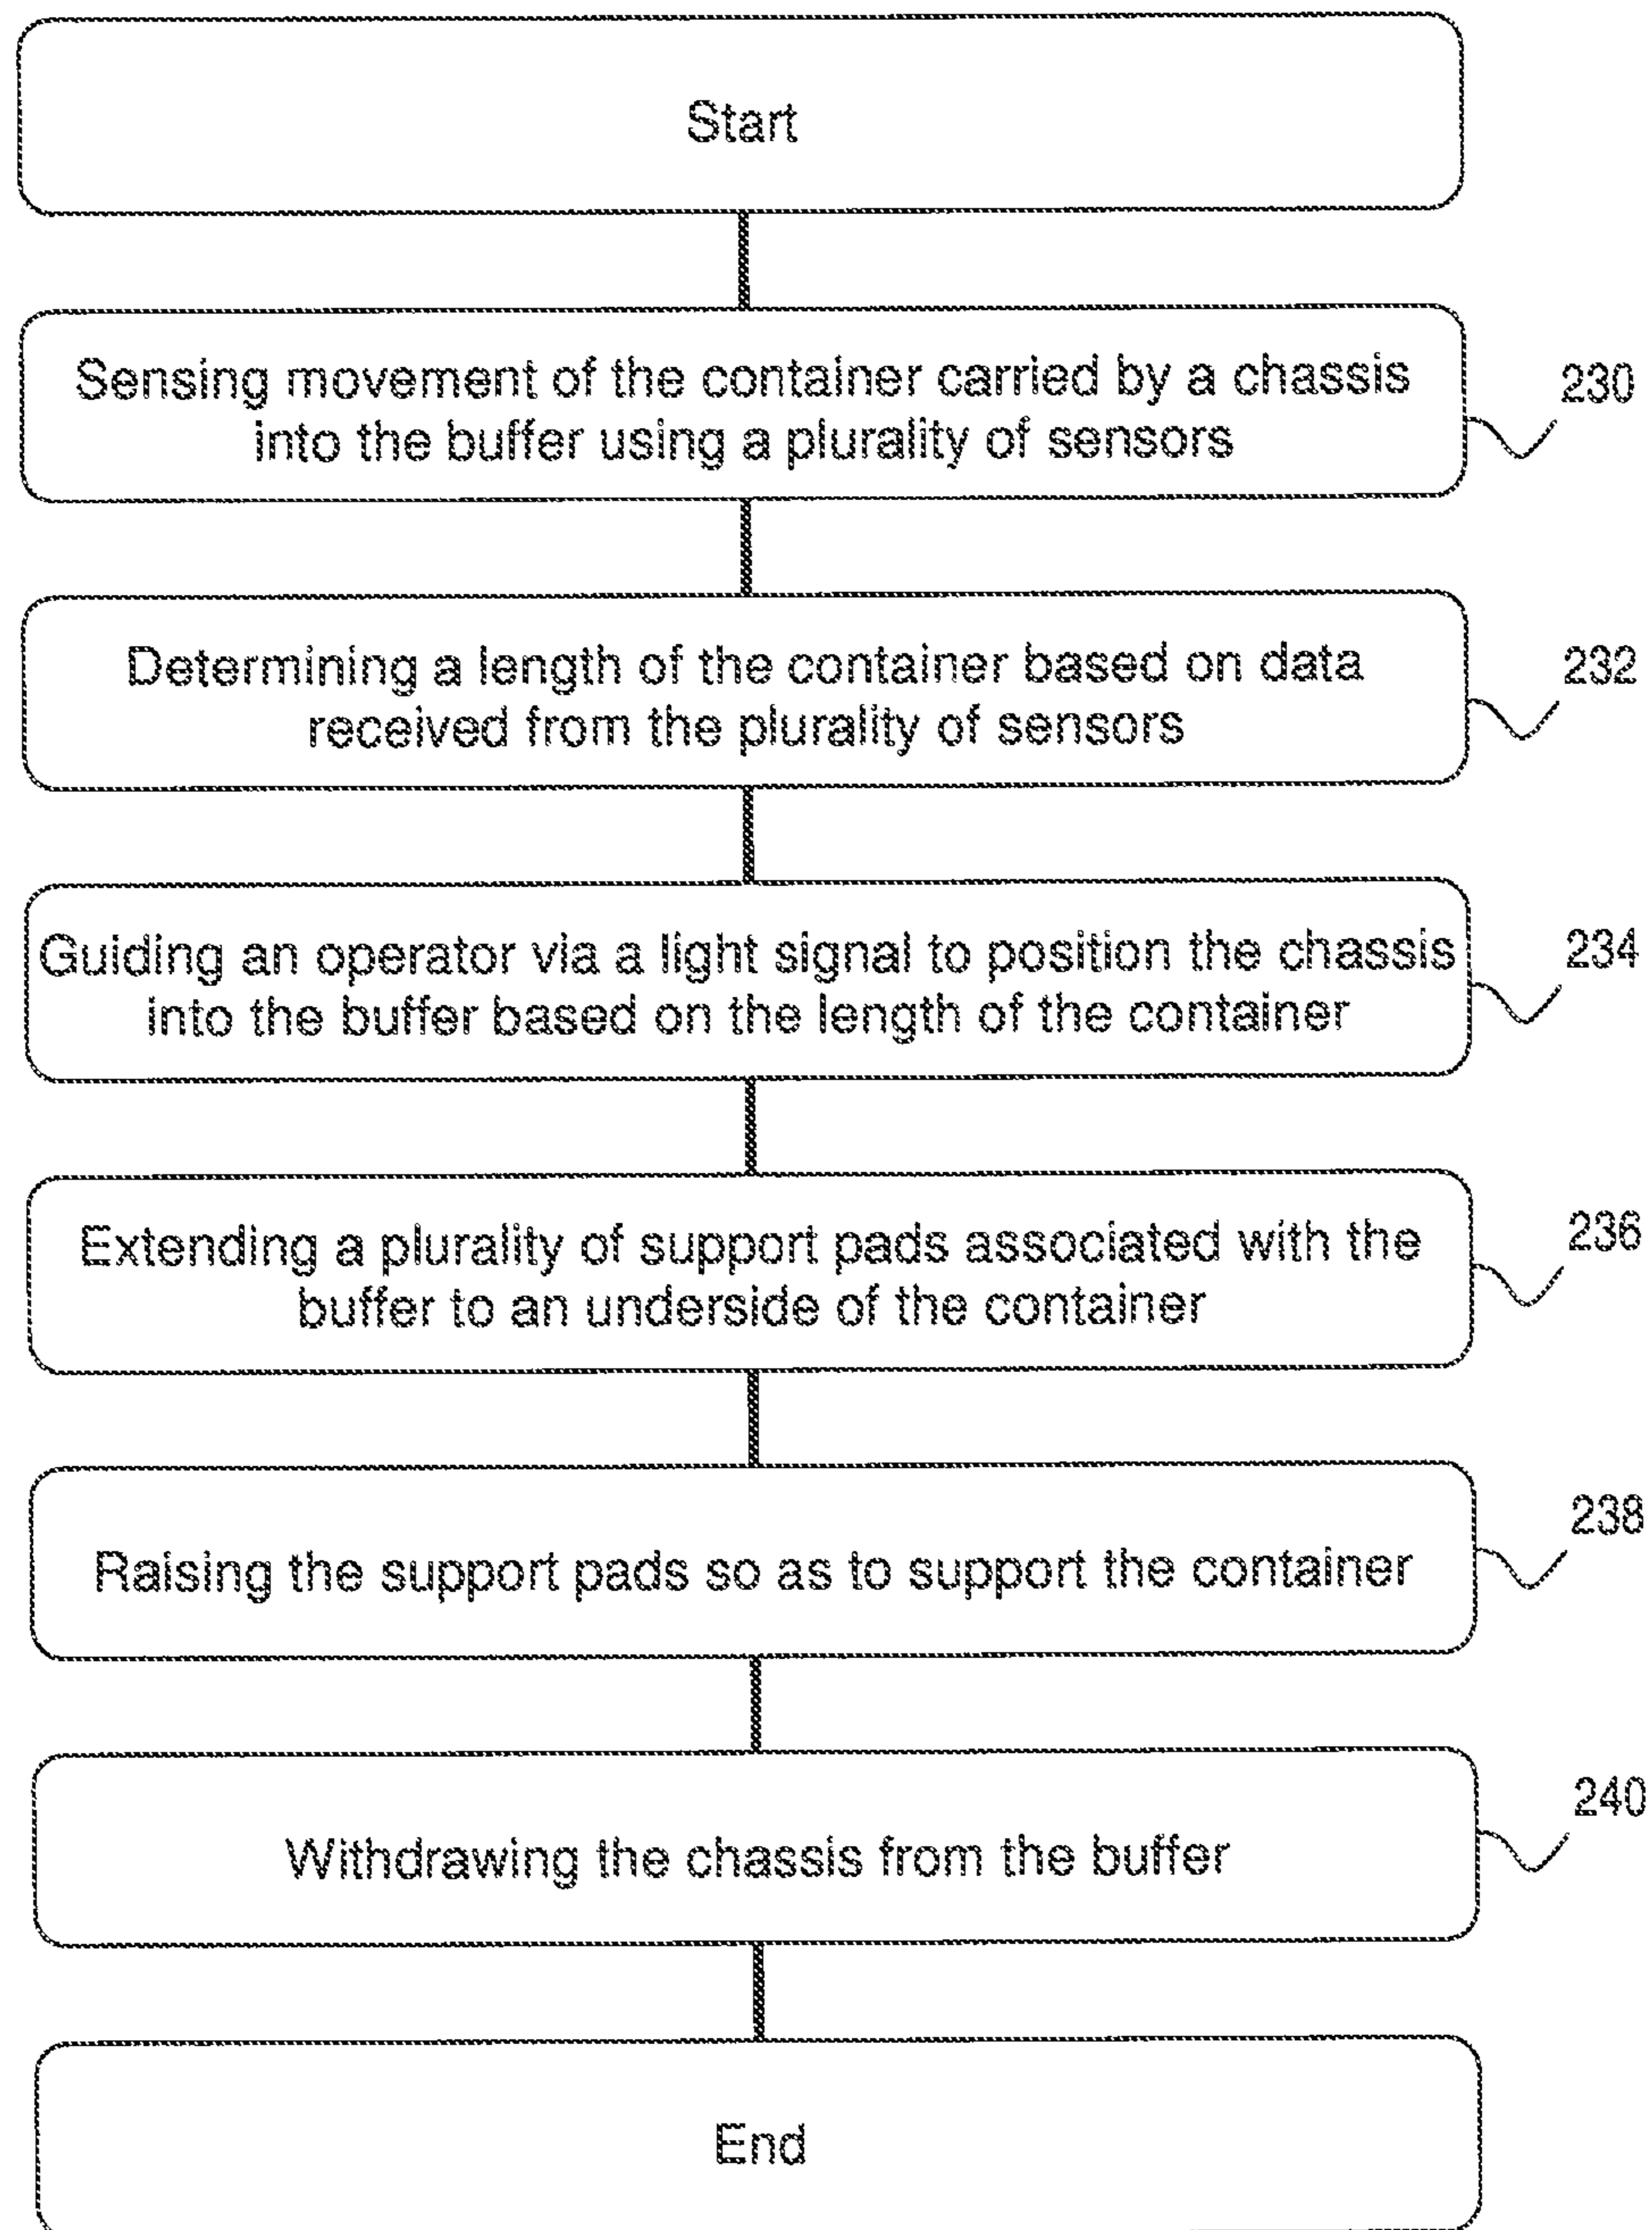 Start
Sensing movement of the container carried by a chassis
into the buffer using a plurality of sensors
230
Determining a length of the container based on data
received from the plurality of sensors
232
Guiding an operator via a light signal to position the chassis
into the buffer based on the length of the container
234
Extending a plurality of support pads associated with the
buffer to an underside of the container
236
Raising the support pads so as to support the container
238
Withdrawing the chassis from the buffer
240
End